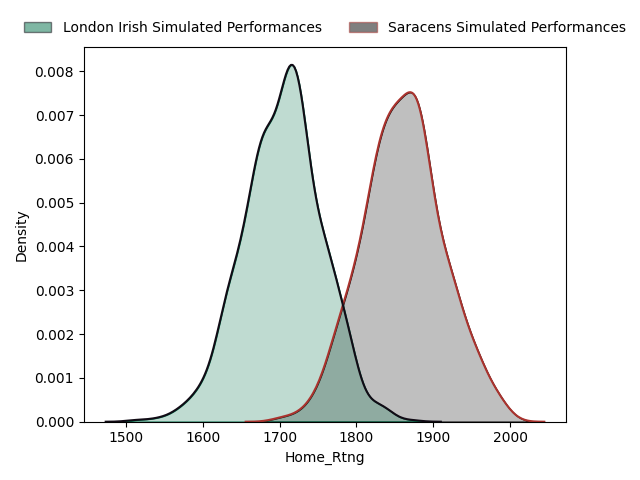 London Irish Simulated Performances Saracens Simulated Performances
0.008
0.007
0.006
0.005
0.004
0.003
0.002
0.001
0.000
Density
1500 1600 1700 1800 1900 2000
Home_Rtng